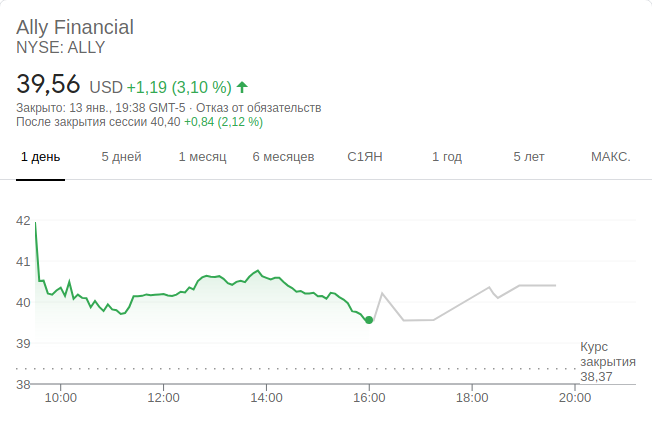 Ally Financial
NYSE: ALLY
39,56 USD +1,19 (3,10 %)
Закрыто: 13 янв., 19:38 GMT-5 · Отказ от обязательств
После закрытия сессии 40,40 +0,84 (2,12 %)
1 день 5 дней 1 месяц 6 месяцев С1ЯН 1 год 5 лет МАКС.
42
41
40
39
Курс
закрытия
38,37
38
10:00 12:00 14:00 16:00 18:00 20:00